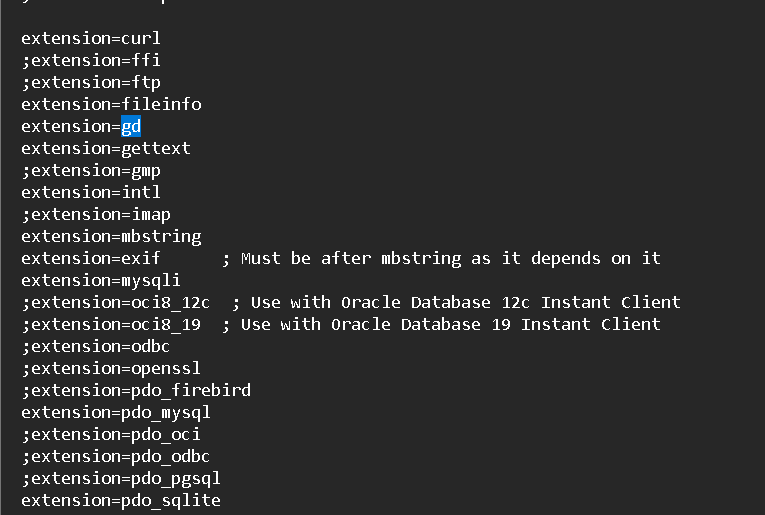 extension=curl
;extension=ffi
;extension=ftp
extension=fileinfo
extension=gd
extension=gettext
;extension=gmp
extension=intl
;extension=imap
extension=mbstring
extension=exif      ; Must be after mbstring as it depends on it
extension=mysqli
;extension=oci8_12c  ; Use with Oracle Database 12c Instant Client
;extension=oci8_19  ; Use with Oracle Database 19 Instant Client
;extension=odbc
;extension=openssl
;extension=pdo_firebird
extension=pdo_mysql
;extension=pdo_oci
;extension=pdo_odbc
;extension=pdo_pgsql
extension=pdo_sqlite